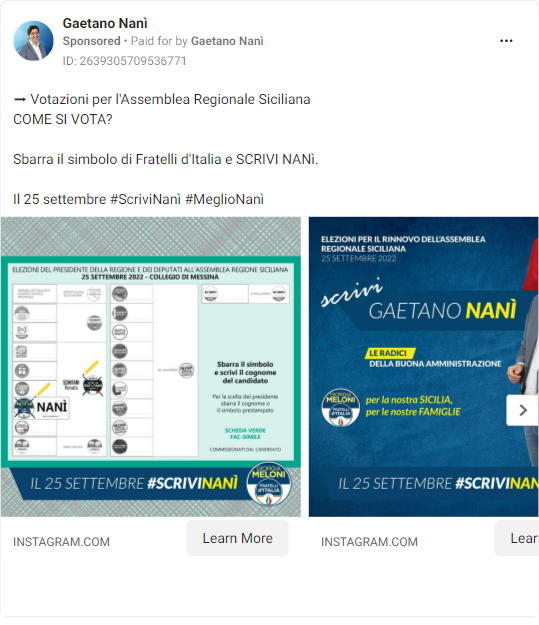 Gaetano Nanì
Sponsored • Paid for by Gaetano Nanì
ID: 2639305709536771
➞ Votazioni per l'Assemblea Regionale Siciliana
COME SI VOTA?
Sbarra il simbolo di Fratelli d'Italia e SCRIVI NANÌ.
Il 25 settembre #ScriviNanì #MeglioNanì
ELEZIONI DEL PRESIDENTE DELLA REGIONE E DEI DEPUTATI ALL'ASSEMBLEA REGIONE SICILIANA
25 SETTEMBRE 2022 - COLLEGIO DI MESSINA
SCHIFANI
Renato
NANÌ
Sbarra il simbolo
e scrivi il cognome
del candidato
Per la scelta del presidente
sbarra il cognome o
il simbolo prestampato
SCHEDA VERDE
FAC-SIMILE
COMMISSIONATI DAL CANDIDATO
IL 25 SETTEMBRE #SCRIVINANÌ
GIORGIA
MELONI
FRATELLI
d'ITALIA
ELEZIONI PER IL RINNOVO DELL'ASSEMBLEA
REGIONALE SICILIANA
25 SETTEMBRE 2022
scrivi
GAETANO NANÌ
LE RADICI
DELLA BUONA AMMINISTRAZIONE
GIORGIA
MELONI
FRATELLI
d'ITALIA
per la nostra SICILIA,
per le nostre FAMIGLIE
IL 25 SETTEMBRE #SCRIVINAN
INSTAGRAM.COM
Learn More
INSTAGRAM.COM
Lear